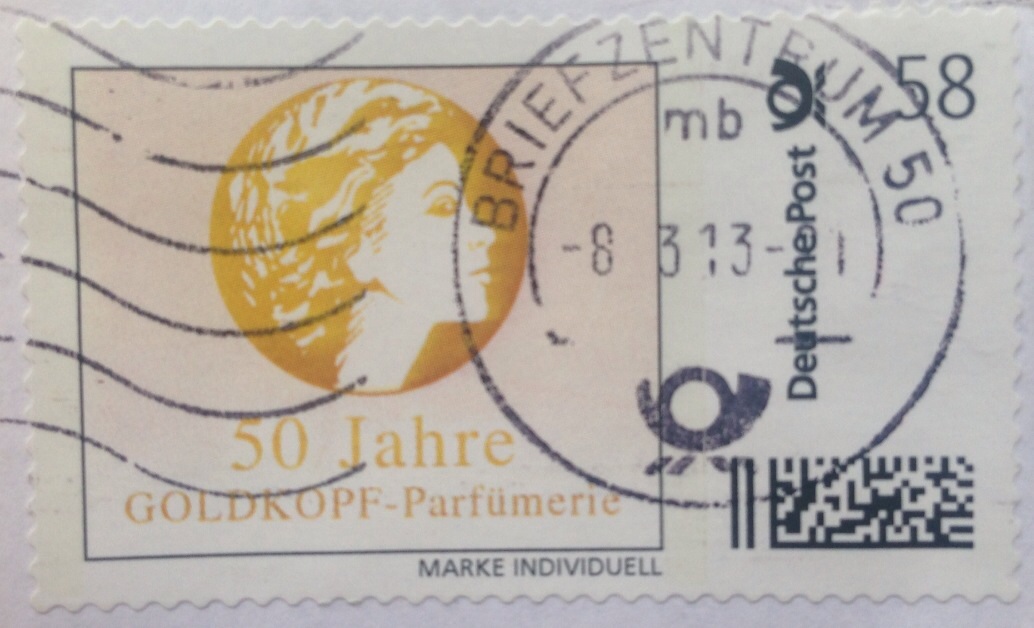 BRIEFZENTRUM 50
mb
-8 3 13-
58
Deutsche Post
50 Jahre
GOLDKOPF-Parfümerie
MARKE INDIVIDUELL